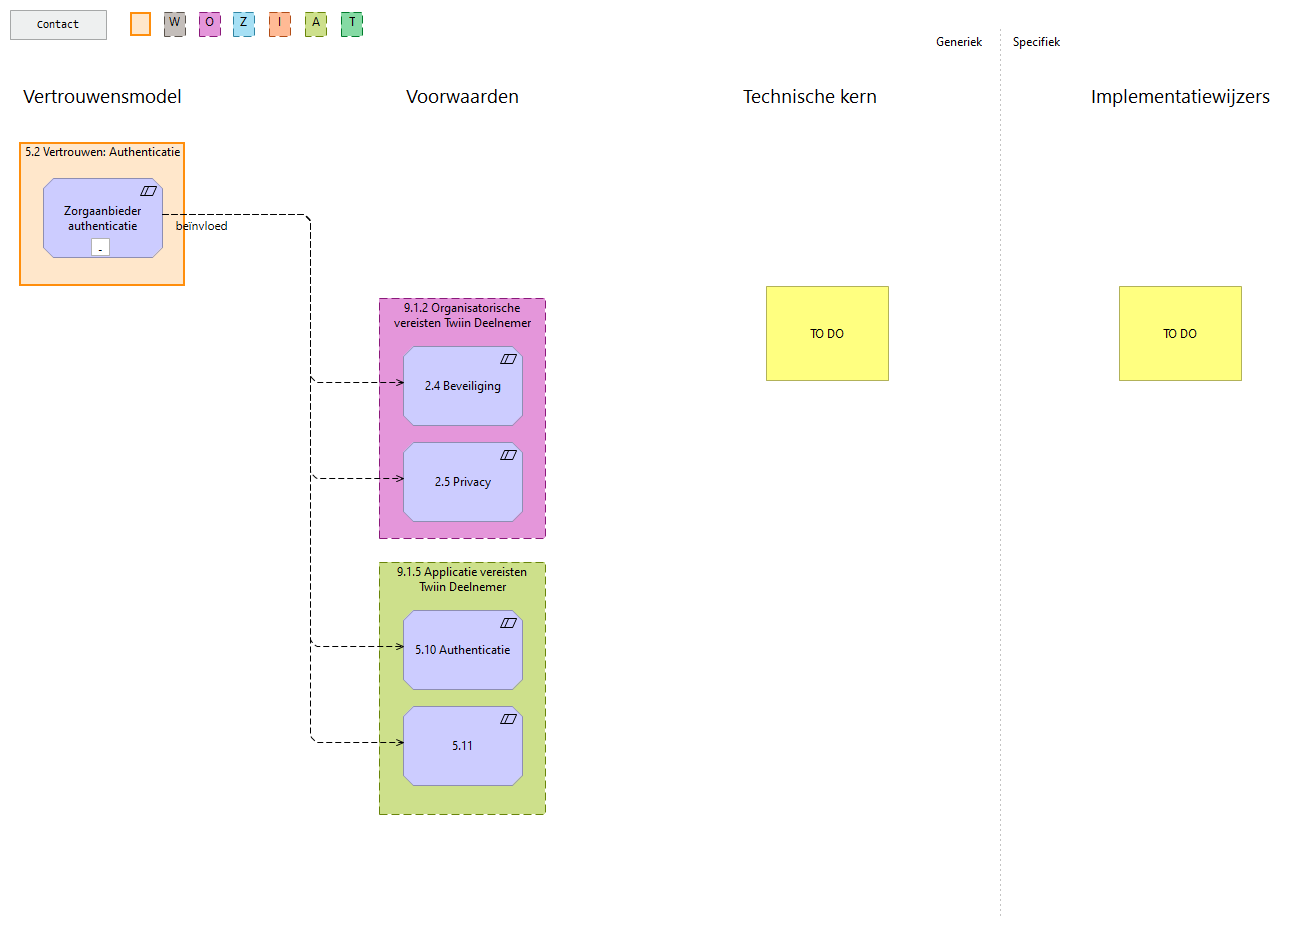 Contact
W
O
Z
I
A
T
Generiek
Specifiek
Vertrouwensmodel
Voorwaarden
Technische kern
Implementatiewijzers
5.2 Vertrouwen: Authenticatie
Zorgaanbieder
authenticatie
-
beïnvloed
9.1.2 Organisatorische
vereisten Twiin Deelnemer
2.4 Beveiliging
2.5 Privacy
9.1.5 Applicatie vereisten
Twiin Deelnemer
5.10 Authenticatie
5.11
TO DO
TO DO